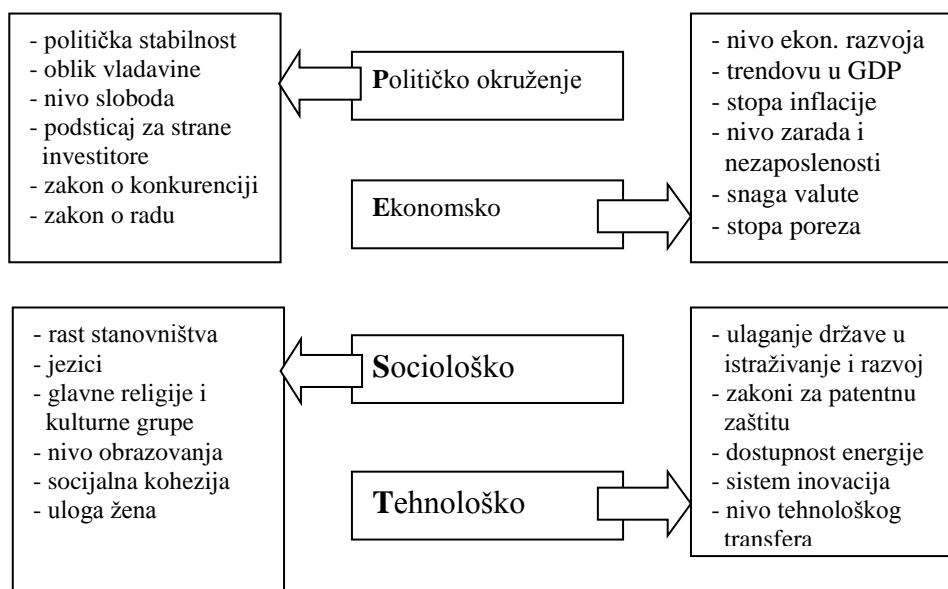 - politička stabilnost
- oblik vladavine
- nivo sloboda
- podsticaj za strane
investitore
- zakon o konkurenciji
- zakon o radu
Političko okruženje
Ekonomsko
- nivo ekon. razvoja
- trendovu u GDP
- stopa inflacije
- nivo zarada i
nezaposlenosti
- snaga valute
- stopa poreza
- rast stanovništva
- jezici
- glavne religije i
kulturne grupe
- nivo obrazovanja
- socijalna kohezija
- uloga žena
Sociološko
Tehnološko
- ulaganje države u
istraživanje i razvoj
- zakoni za patentnu
zaštitu
- dostupnost energije
- sistem inovacija
- nivo tehnološkog
transfera